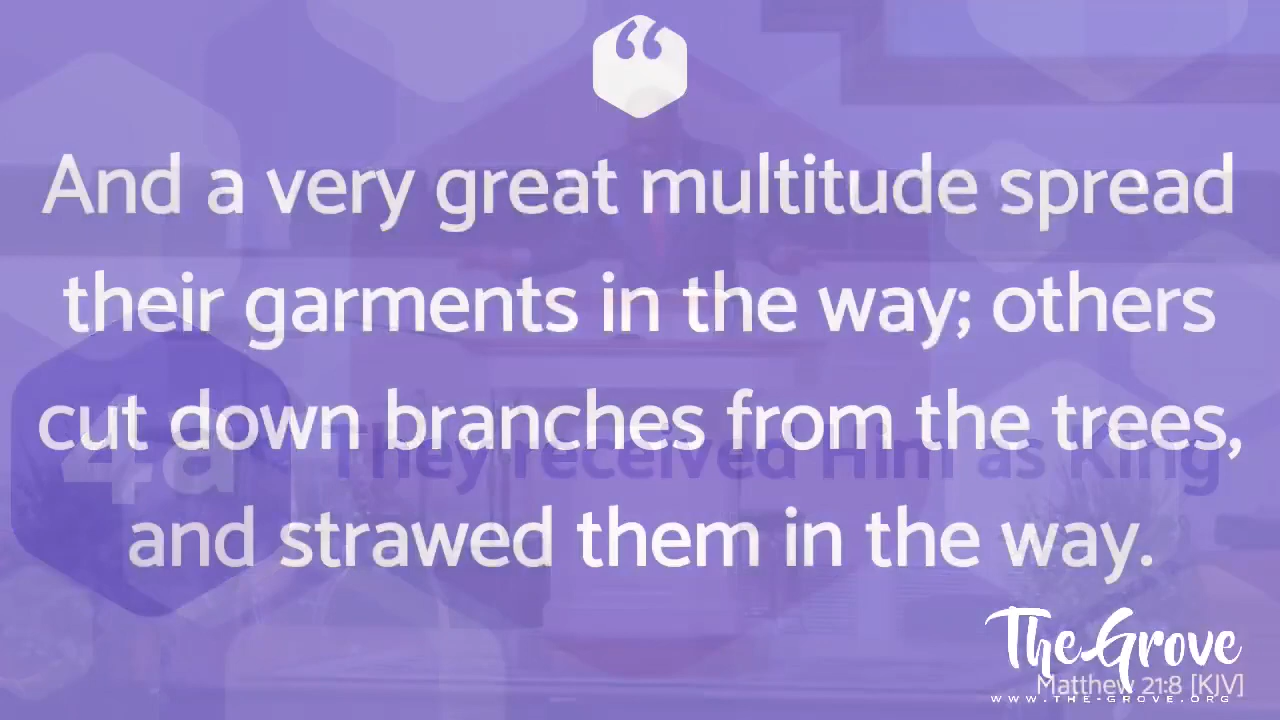 “
And a very great multitude spread
their garments in the way; others
cut down branches from the trees,
4a They received Him as King
and strawed them in the way.
The Grove
Matthew 21:8 [KJV]
WWW.THE-GROVE.ORG